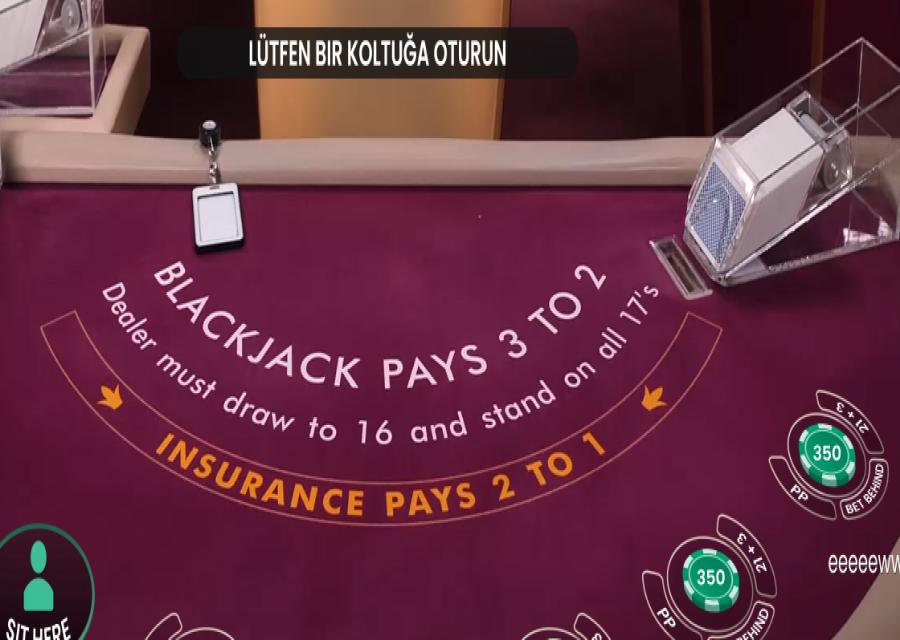 LÜTFEN BIR KOLTUĞA OTURUN
BLACKJACK PAYS 3 TO 2
Dealer must draw to 16 and stand on all 17's
INSURANCE PAYS 2 TO 1
21+3
350
PP
BET BEHIND
21+3
350
PP
BEHIND
SIT HERE